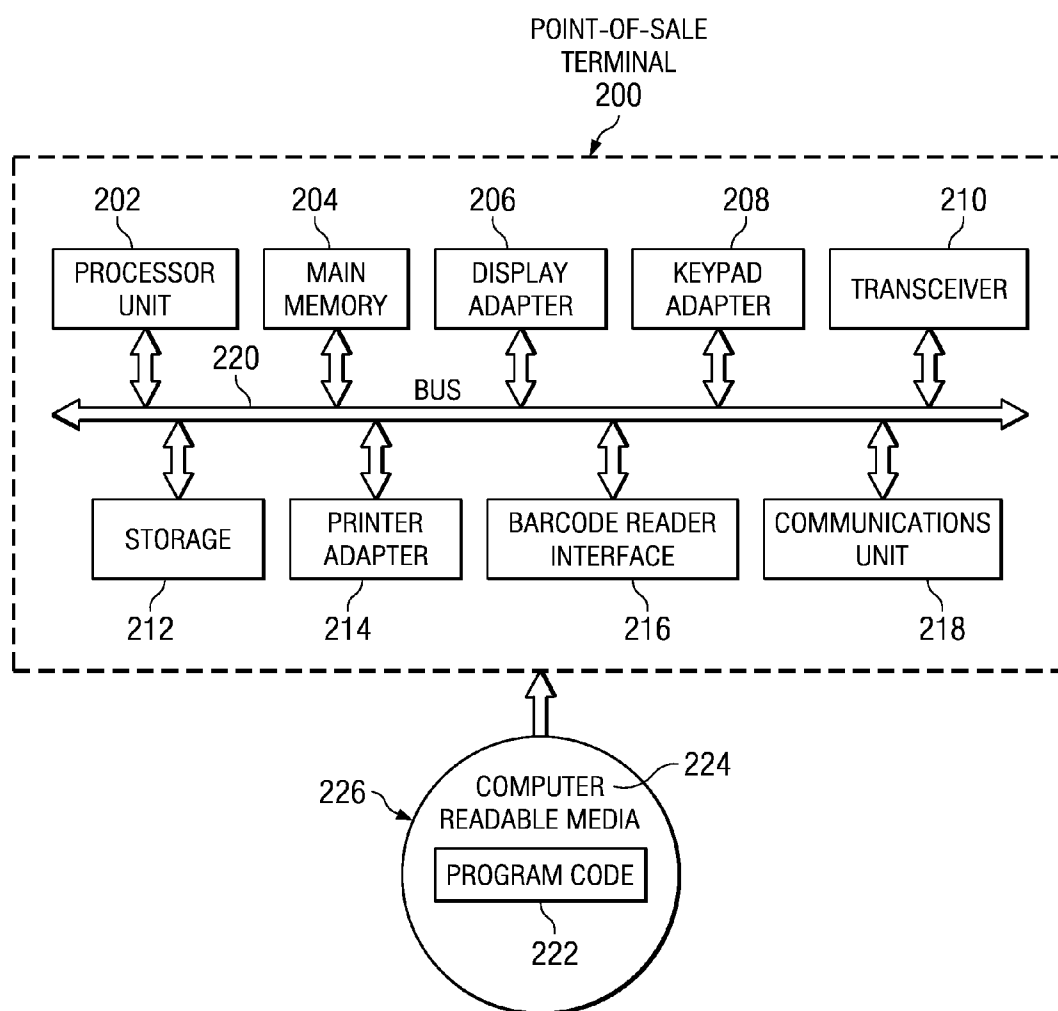 POINT-OF-SALE
TERMINAL
200
202
204
206
208
210
PROCESSOR
UNIT
MAIN
MEMORY
DISPLAY
ADAPTER
KEYPAD
ADAPTER
TRANSCEIVER
220
BUS
STORAGE
PRINTER
ADAPTER
BARCODE READER
INTERFACE
COMMUNICATIONS
UNIT
212
214
216
218
226
COMPUTER
READABLE MEDIA
224
PROGRAM CODE
222